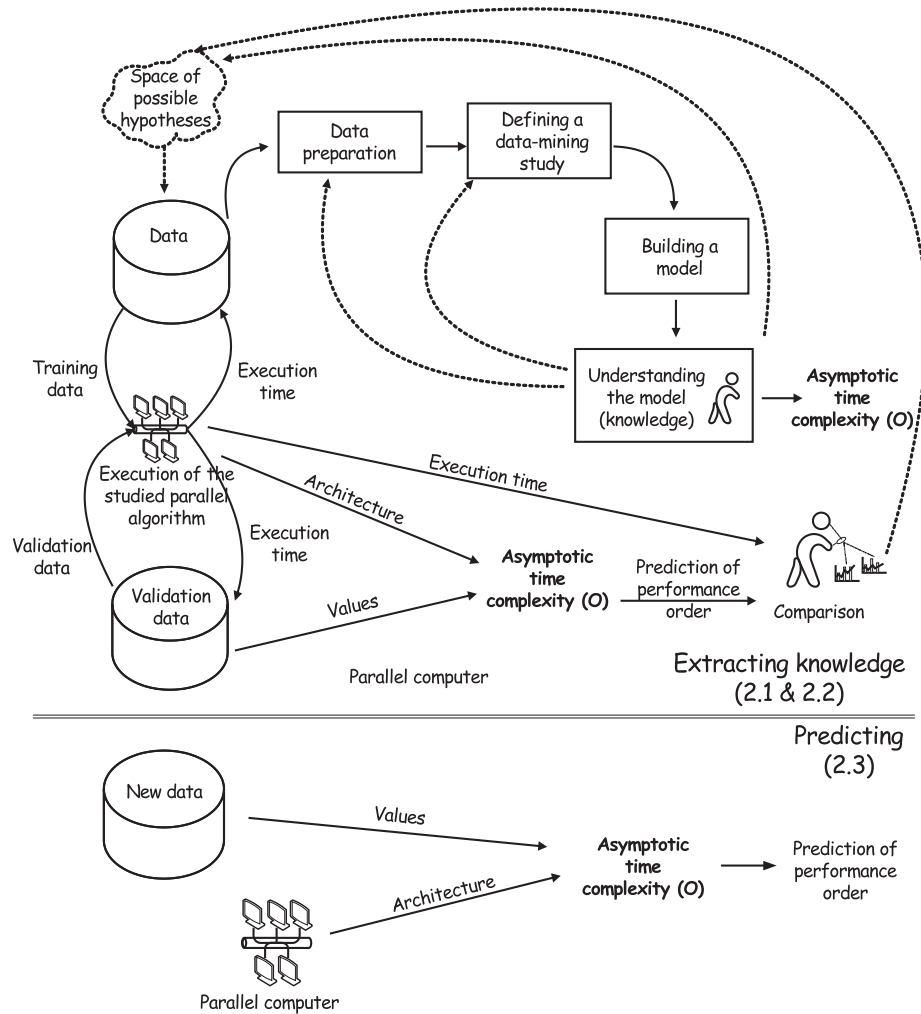 Space of
possible
hypotheses
Data
preparation
Defining a
data-mining
study
Data
Building a
model
Training
data
Execution
time
Understanding
the model
(knowledge)
Asymptotic
time
complexity (O)
Execution of the
studied parallel
algorithm
Execution time
Architecture
Validation
data
Execution
time
Asymptotic
time
complexity (O)
Prediction of
performance
order
Comparison
Validation
data
Values
Parallel computer
Extracting knowledge
(2.1 & 2.2)
Predicting
(2.3)
New data
Values
Asymptotic
time
complexity (O)
Prediction of
performance
order
Architecture
Parallel computer